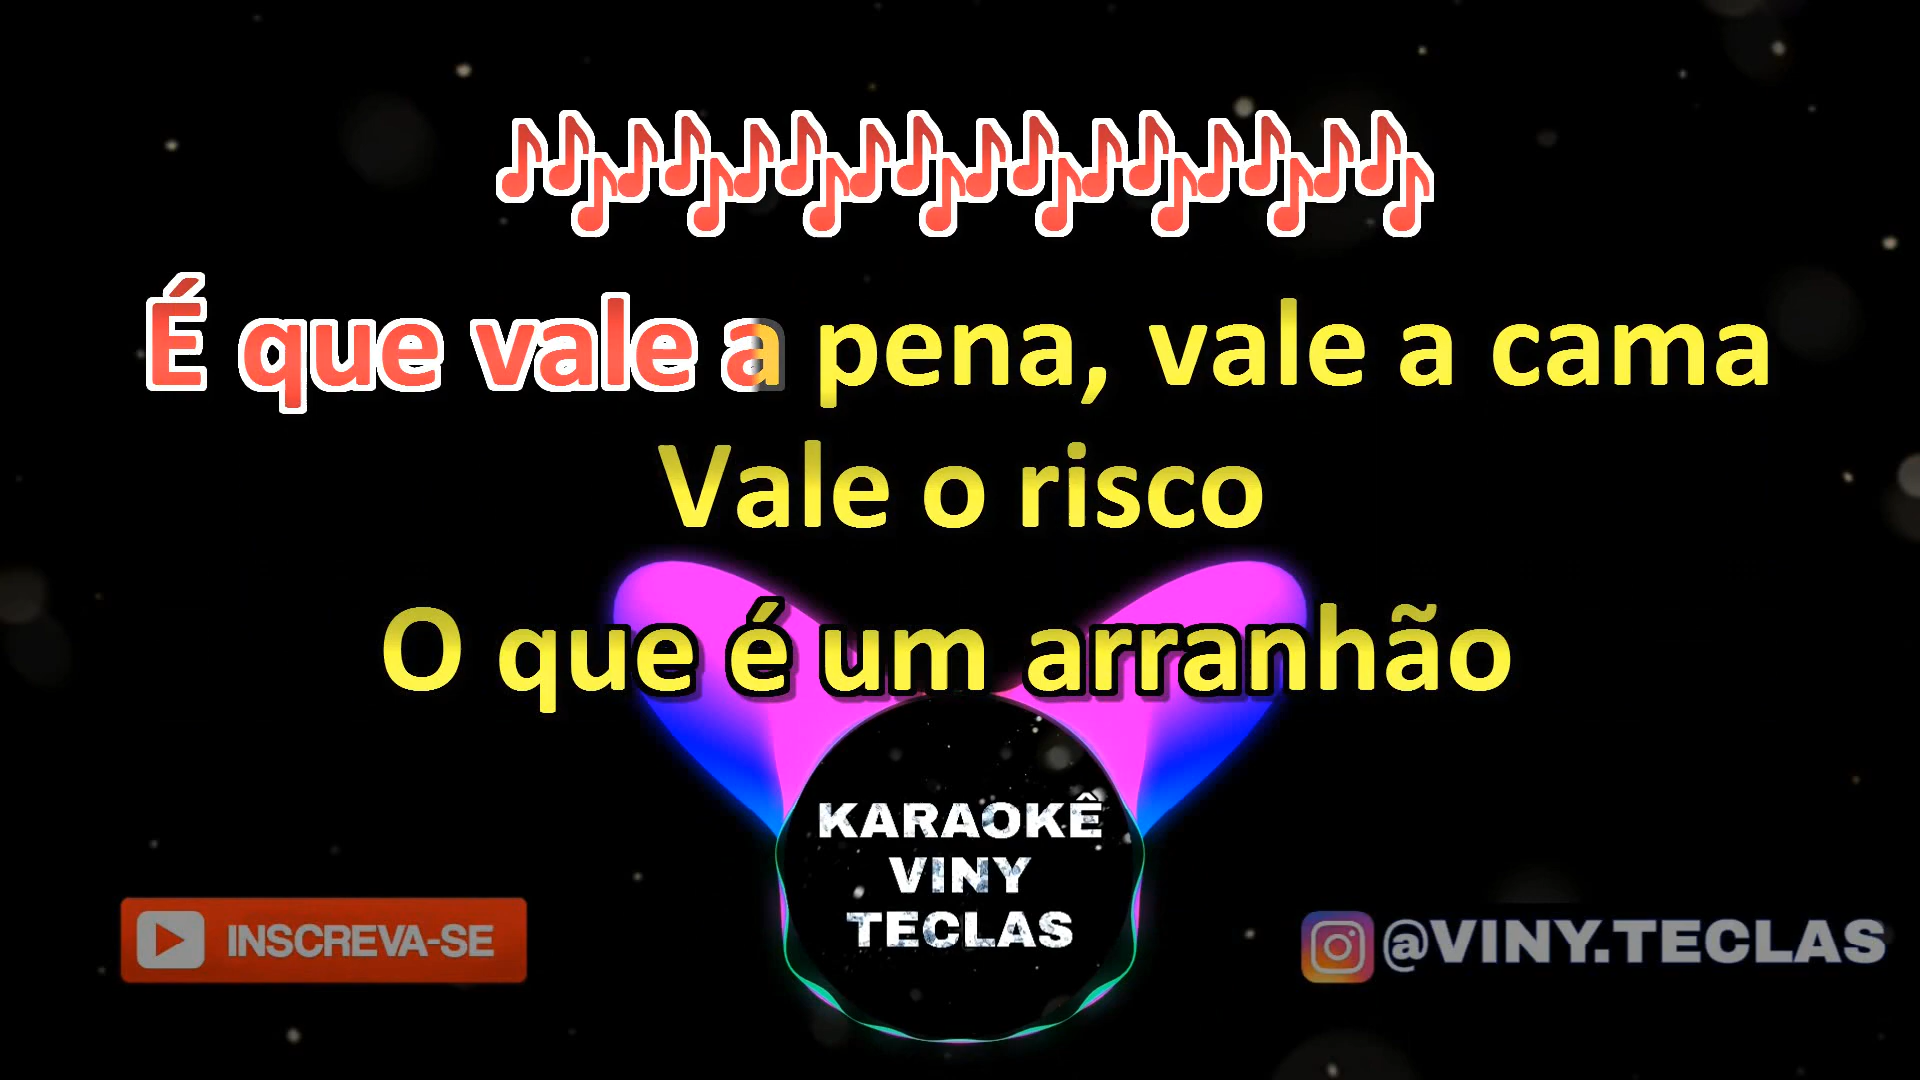 É que vale a pena, vale a cama
Vale o risco
O que é um arranhão
KARAOKÊ
VINY
TECLAS
INSCREVA-SE
@VINY.TECLAS